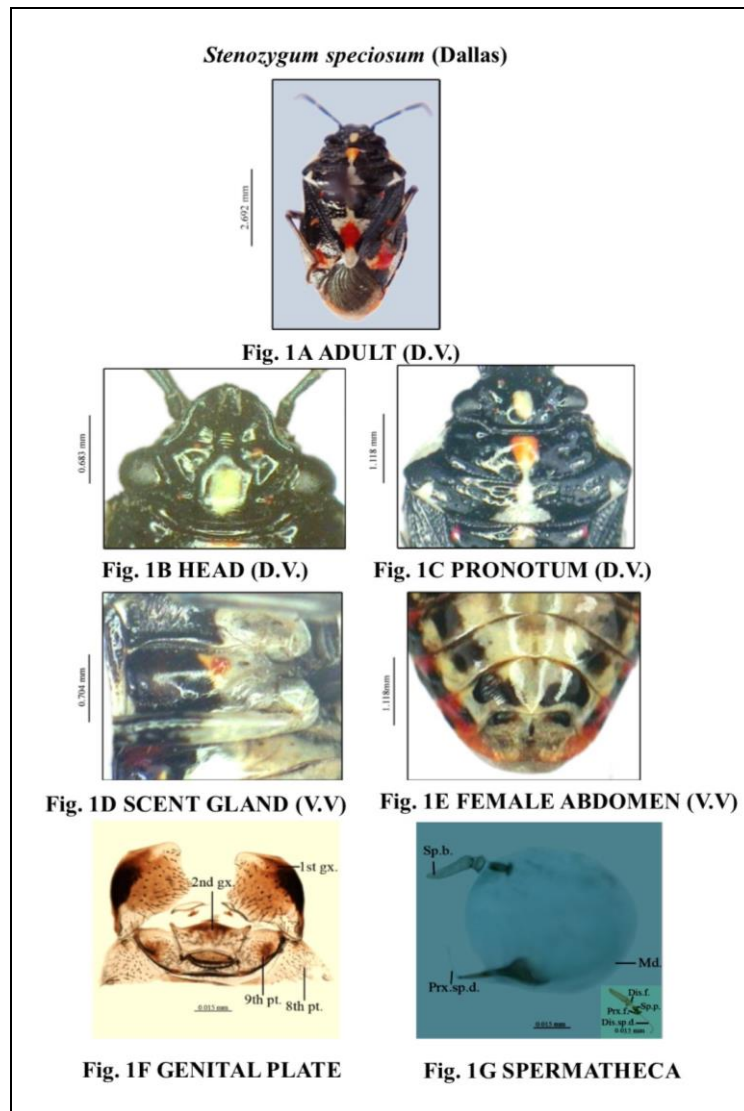 Stenozygum speciosum (Dallas)
2.692 mm
Fig. 1A ADULT (D.V.)
0.683 mm
1.118 mm
Fig. 1B HEAD (D.V.)
Fig. 1C PRONOTUM (D.V.)
0.704 mm
1.118mm
Fig. 1D SCENT GLAND (V.V)
Fig. 1E FEMALE ABDOMEN (V.V)
1st gx.
2nd gx.
9th pt.
8th pt.
0.015 mm
Sp.b.
Md.
Prx.sp.d.
Dis.f.
Sp.p.
Prx.f.
Dis.sp.d.
0.015 mm
0.015 mm
Fig. 1F GENITAL PLATE
Fig. 1G SPERMATHECA